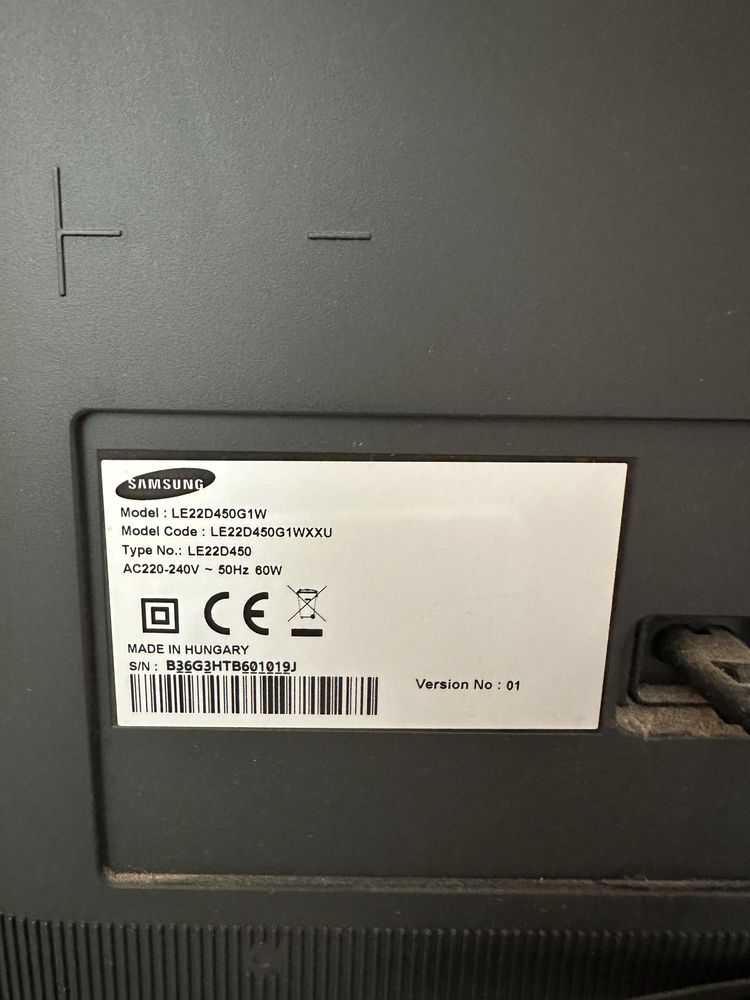 SAMSUNG
Model : LE22D450G1W
Model Code : LE22D450G1WXXU
Type No.: LE22D450
AC220-240V ~ 50Hz 60W
CE
MADE IN HUNGARY
S/N : B36G3HTB601019J
Version No : 01